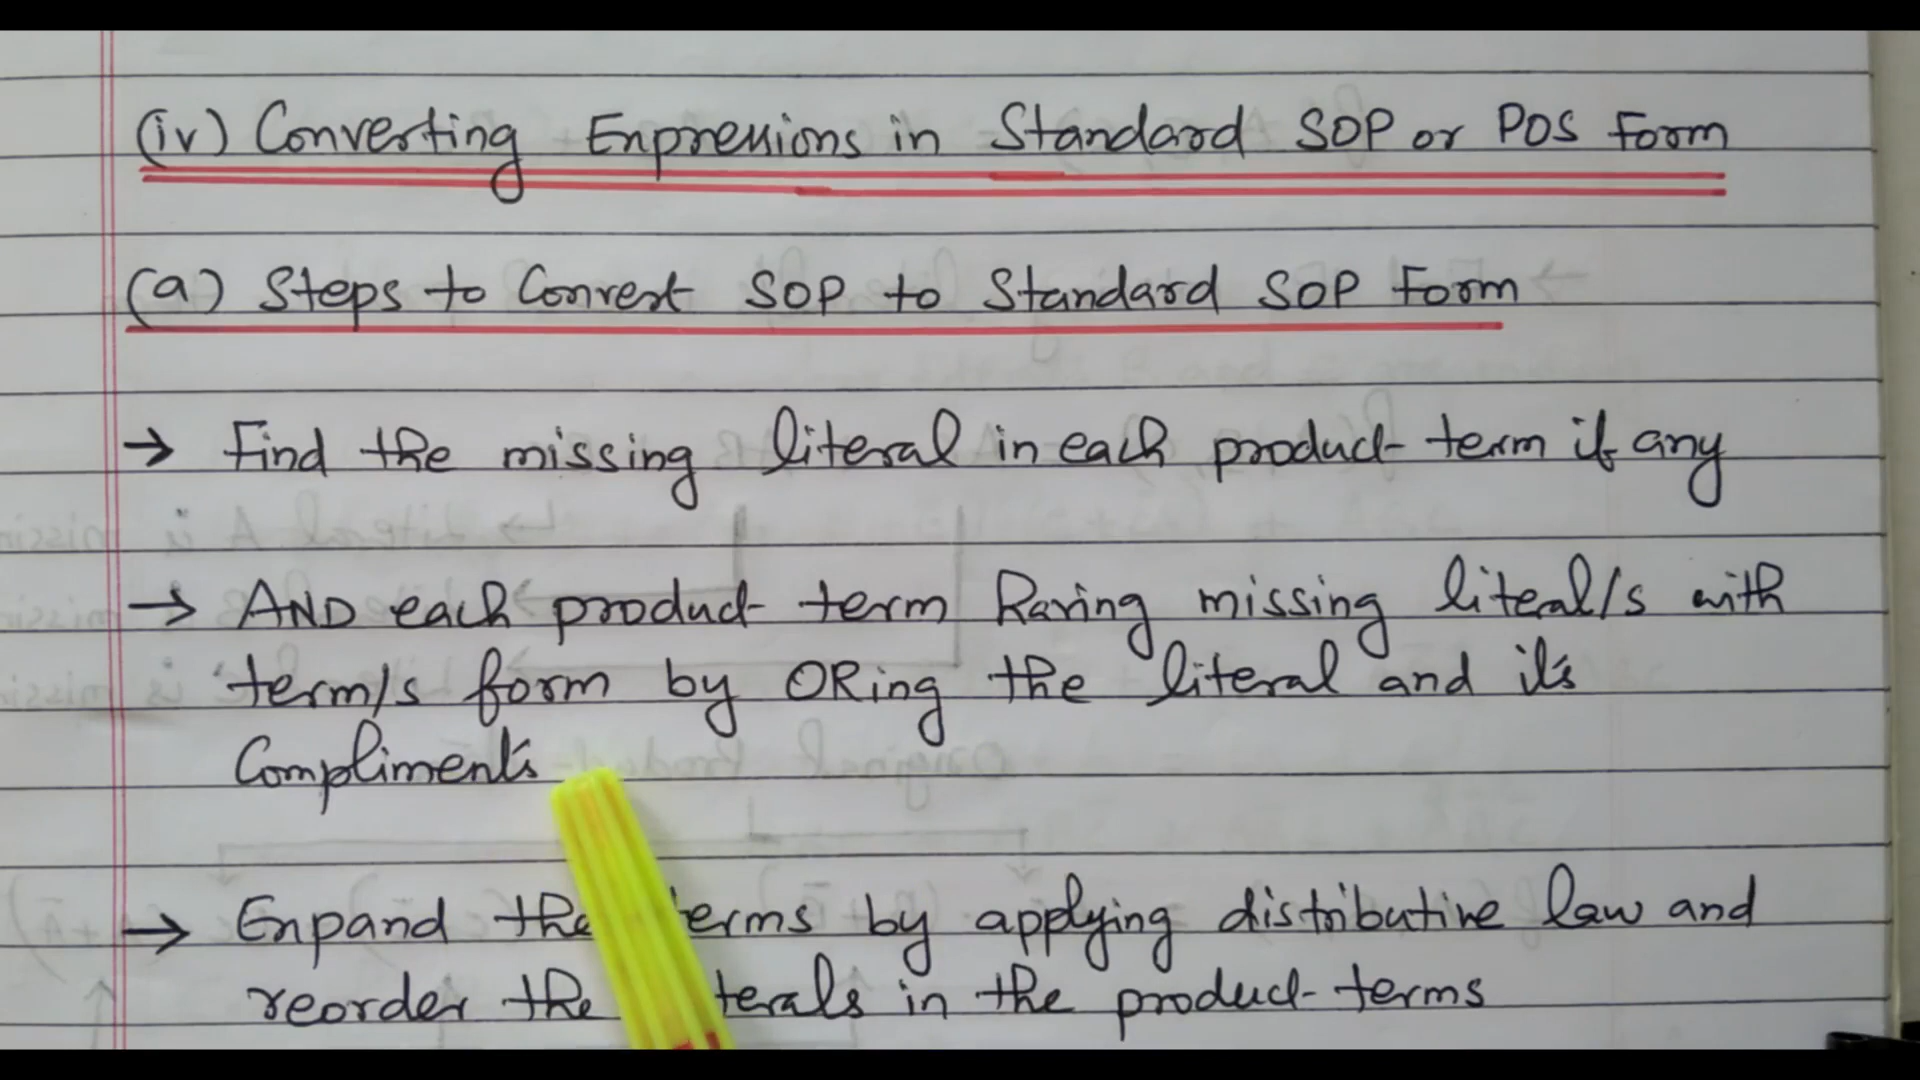 (iv) Converting Expressions in Standard SOP or POS form
(a) Steps to Convert SOP to Standard SOP Form
→ Find the missing literal in each product term if any
→ AND each product term having missing literal/s with
term/s form by ORing the literal and it's
Compliment's
→ Expand the terms by applying distributive law and
reorder the terals in the product terms